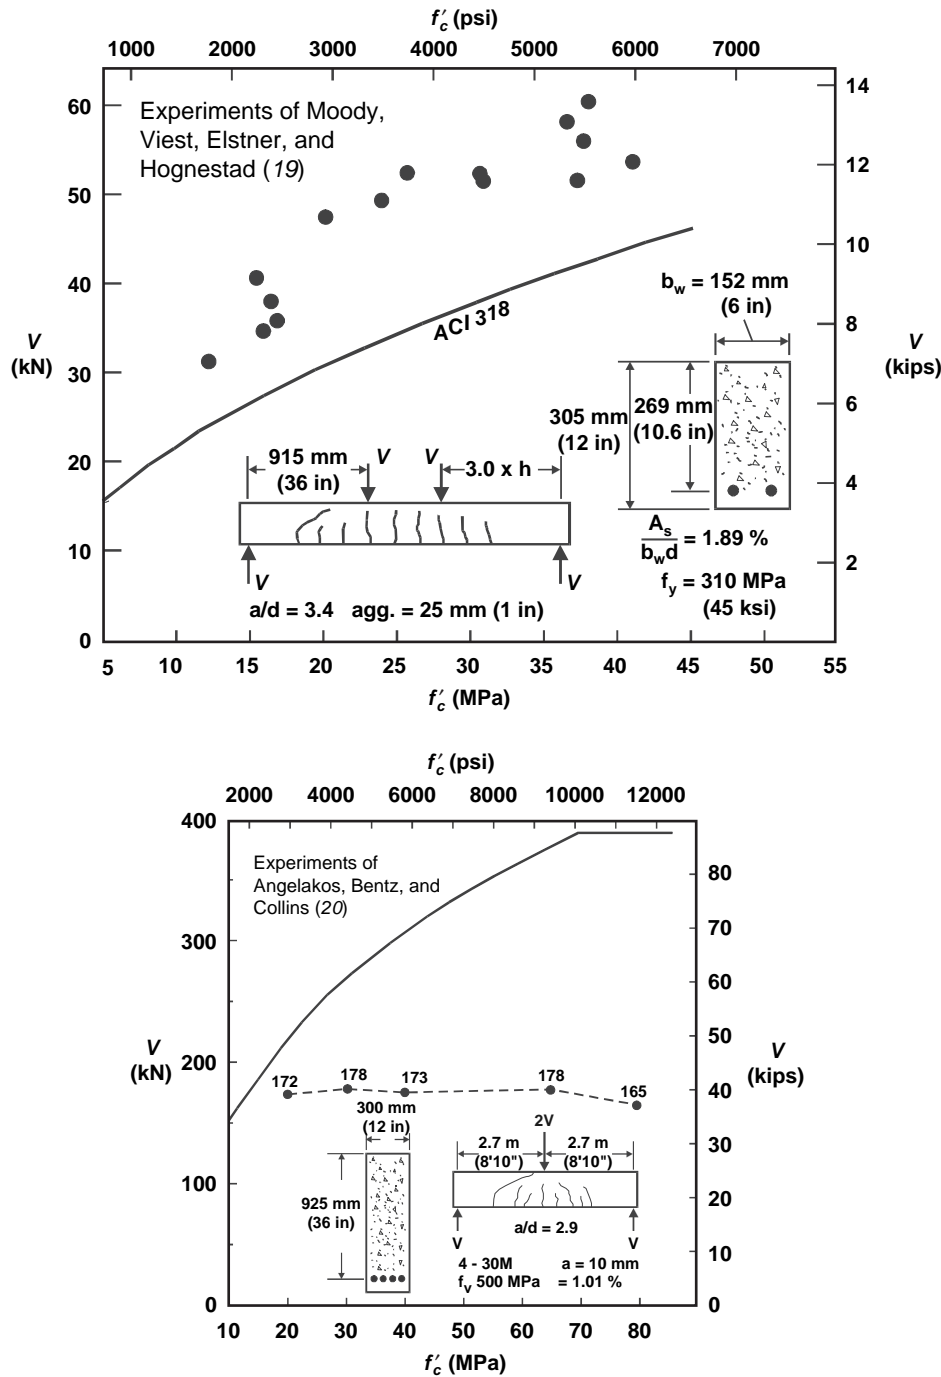 f′c (psi)
1000 2000 3000 4000 5000 6000 7000
Experiments of Moody,
Viest, Elstner, and
Hognestad (19)
60
50
40
30
20
10
0
V
(kN)
14
12
10
8
6
4
2
V
(kips)
ACI 318
bw = 152 mm
(6 in)
305 mm
(12 in)
269 mm
(10.6 in)
915 mm
(36 in)
V
V
3.0 x h
V
V
As
bwd
= 1.89 %
fy = 310 MPa
(45 ksi)
a/d = 3.4 agg. = 25 mm (1 in)
5 10 15 20 25 30 35 40 45 50 55
f′c (MPa)
f′c (psi)
2000 4000 6000 8000 10000 12000
400
300
200
100
0
V
(kN)
Experiments of
Angelakos, Bentz, and
Collins (20)
80
70
60
50
40
30
20
10
0
V
(kips)
172
178
173
178
165
300 mm
(12 in)
925 mm
(36 in)
2V
2.7 m
(8'10")
2.7 m
(8'10")
a/d = 2.9
V
V
4 - 30M a = 10 mm
fv 500 MPa = 1.01 %
10 20 30 40 50 60 70 80
f′c (MPa)